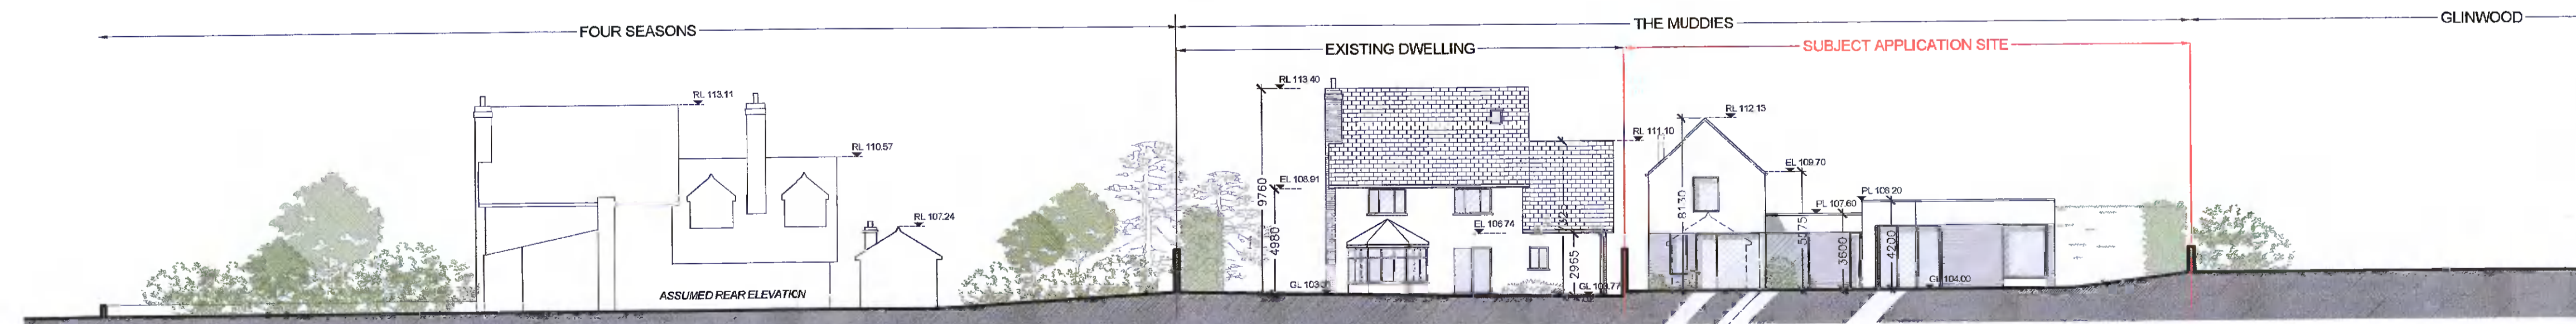 FOUR SEASONS
THE MUDDIES
GLINWOOD
EXISTING DWELLING
SUBJECT APPLICATION SITE
RL 113.11
RL 110.57
RL 107.24
ASSUMED REAR ELEVATION
RL 113.40
9760
EL 108.91
4980
GL 103
EL 106.74
2965
GL 103.77
RL 111.10
RL 112.13
8130
EL 109.70
PL 107.60
3600
PL 108.20
4200
GL 104.00